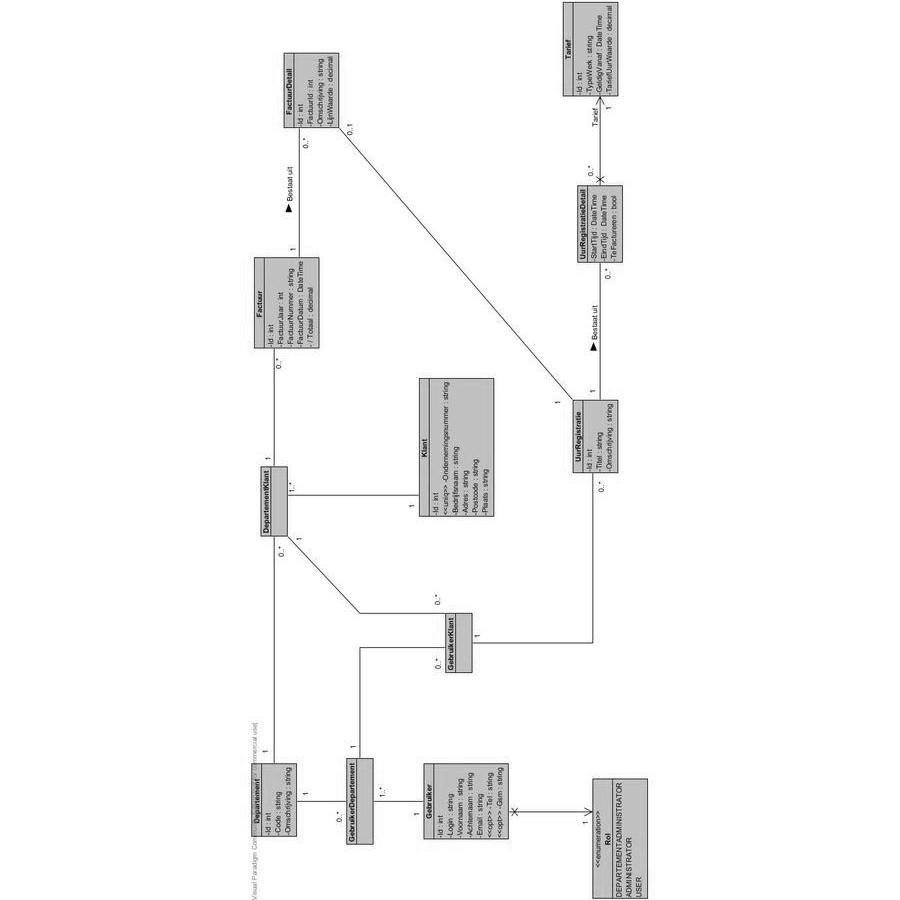 Visual Paradigm
Departement
-Id : int
-Code : string
-Omschrijving : string
1
1
0..*
GebruikerDepartement
1
1..*
1
Gebruiker
-Id : int
-Login : string
-Voornaam : string
-Achternaam : string
-Email : string
<<opt>> -Tel : string
<<opt>> -Gsm : string
1
<<enumeration>>
Rol
DEPARTEMENTADMINISTRATOR
ADMINISTRATOR
USER
0..*
DepartementKlant
1
1
1..*
1
Klant
-Id : int
<<uniq>> -Ondernemingsnummer : string
-Bedrijfsnaam : string
-Adres : string
-Postcode : string
-Plaats : string
0..*
0..*
GebruikerKlant
1
0..*
Factuur
-Id : int
-FactuurJaar : int
-FactuurNummer : string
-FactuurDatum : DateTime
-/ Totaal : decimal
1
Bestaat uit
0..*
FactuurDetail
-Id : int
-FactuurId : int
-Omschrijving : string
-LijnWaarde : decimal
0..1
1
0..*
UurRegistratie
-Id : int
-Titel : string
-Omschrijving : string
1
Bestaat uit
0..*
UurRegistratieDetail
-StartTijd : DateTime
-EindTijd : DateTime
-TeFactureren : bool
0..*
Tarief
1
Tarief
-Id : int
-TypeWerk : string
-GeldigVanaf : DateTime
-TariefUurWaarde : decimal